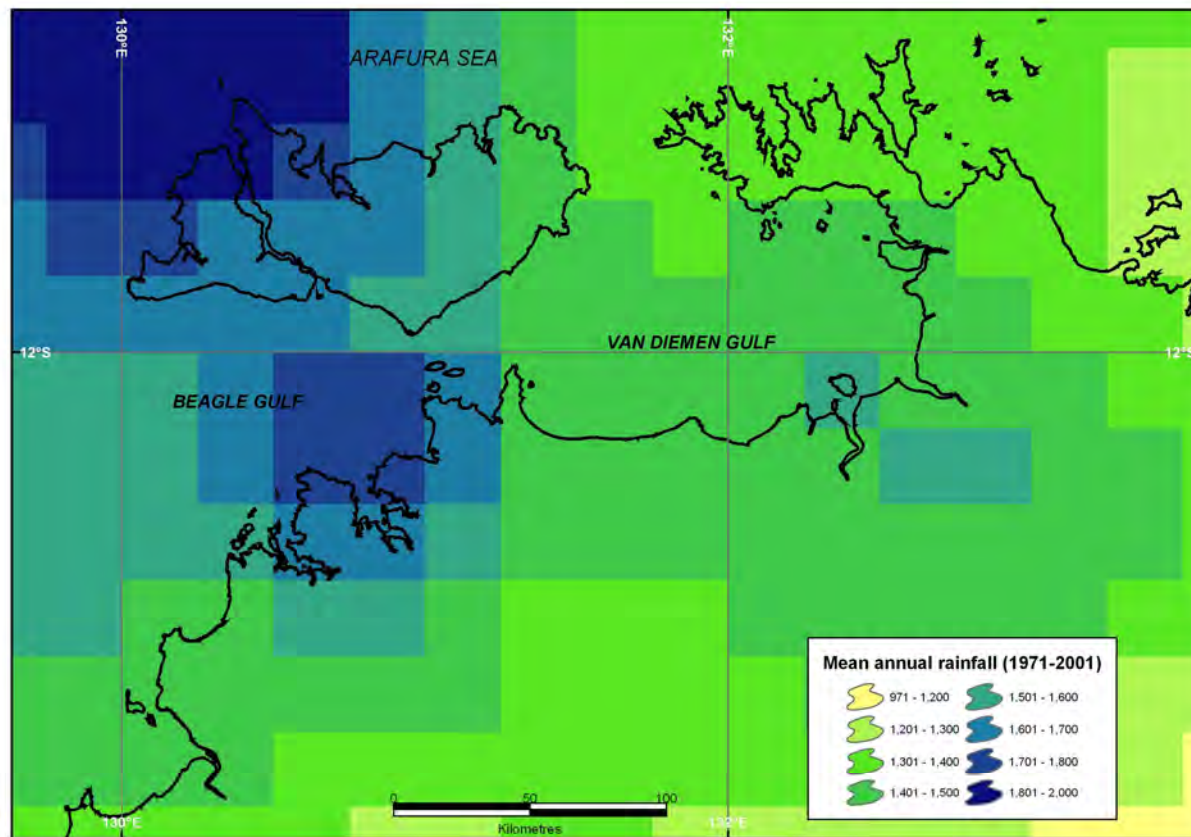 130°E
132°E
ARAFURA SEA
12°S
VAN DIEMEN GULF
12°S
BEAGLE GULF
Mean annual rainfall (1971-2001)
971 - 1,200
1,501 - 1,600
1,201 - 1,300
1,601 - 1,700
1,301 - 1,400
1,701 - 1,800
1,401 - 1,500
1,801 - 2,000
0
50
100
Kilometres
130°E
132°E